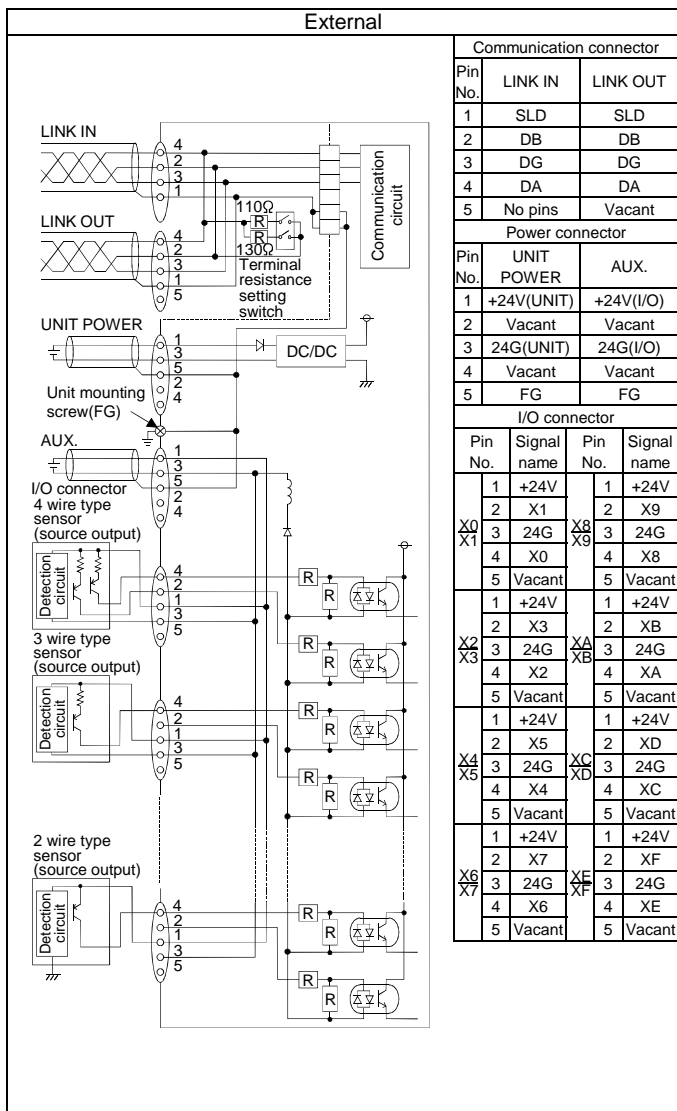 External
LINK IN
4
2
3
1
LINK OUT
4
2
3
1
5
110Ω
R
R
130Ω
Terminal
resistance
setting
switch
Communication
circuit
UNIT POWER
1
3
5
2
4
DC/DC
Unit mounting
screw(FG)
AUX.
1
3
5
2
4
I/O connector
4 wire type
sensor
(source output)
Detection
circuit
4
2
1
3
5
R
R
R
R
3 wire type
sensor
(source output)
Detection
circuit
4
2
1
3
5
R
R
R
R
2 wire type
sensor
(source output)
Detection
circuit
4
2
1
3
5
R
R
R
R
Communication connector
Pin No. LINK IN LINK OUT
1 SLD SLD
2 DB DB
3 DG DG
4 DA DA
5 No pins Vacant
Power connector
Pin No. UNIT POWER AUX.
1 +24V(UNIT) +24V(I/O)
2 Vacant Vacant
3 24G(UNIT) 24G(I/O)
4 Vacant Vacant
5 FG FG
I/O connector
Pin No. Signal name Pin No. Signal name
X0 X1 X8 X9
1 +24V 1 +24V
2 X1 2 X9
3 24G 3 24G
4 X0 4 X8
5 Vacant 5 Vacant
X2 X3 XA XB
1 +24V 1 +24V
2 X3 2 XB
3 24G 3 24G
4 X2 4 XA
5 Vacant 5 Vacant
X4 X5 XC XD
1 +24V 1 +24V
2 X5 2 XD
3 24G 3 24G
4 X4 4 XC
5 Vacant 5 Vacant
X6 X7 XE XF
1 +24V 1 +24V
2 X7 2 XF
3 24G 3 24G
4 X6 4 XE
5 Vacant 5 Vacant